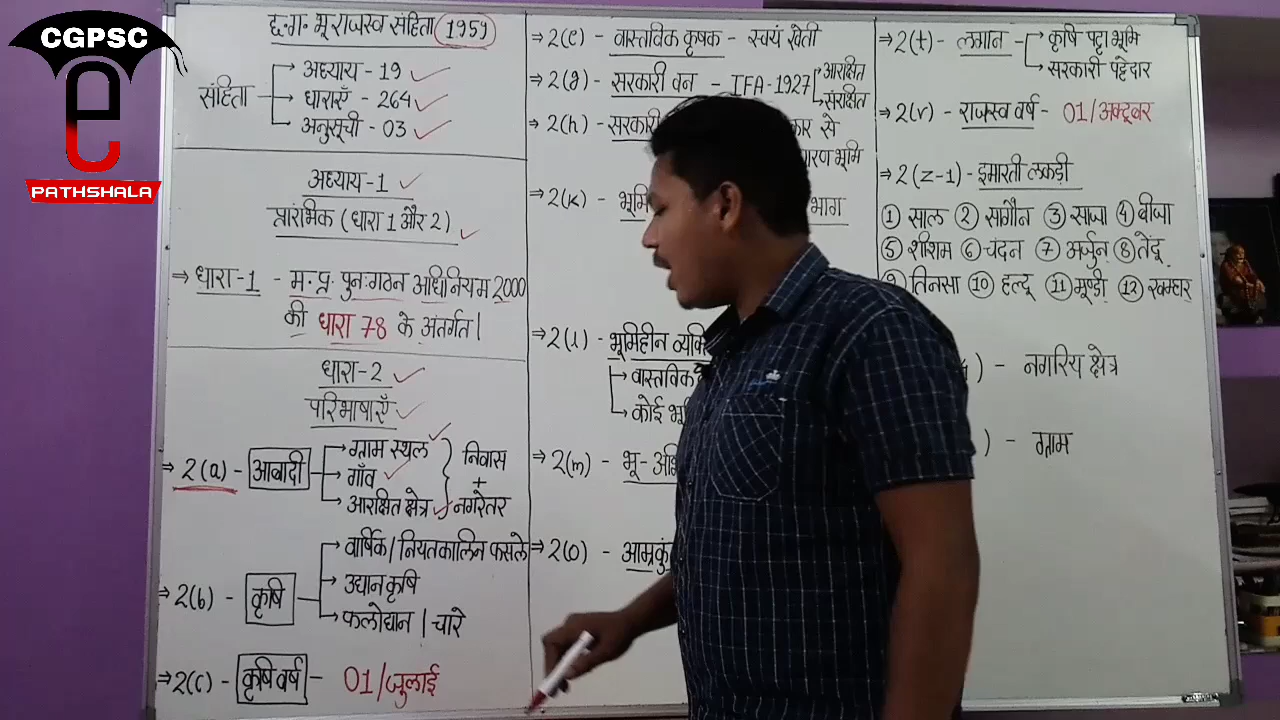 CGPSC
e
PATHSHALA
छ.ग. भू राजस्व संहिता (1959)
संहिता
अध्याय - 19
धाराएँ - 264
अनुसूची - 03
अध्याय-1
प्रारंभिक (धारा 1 और 2)
⇒ धारा-1 - म.प्र. पुनःगठन अधिनियम 2000
की धारा 78 के अंतर्गत।
धारा-2
परिभाषाएँ
⇒ 2(a) - आबादी
ग्राम स्थल
गाँव
आरक्षित क्षेत्र
निवास
+
नगरेतर
⇒ 2(b) - कृषि
वार्षिक/नियतकालिन फसले
उद्यान कृषि
फलोद्यान / चारे
⇒ 2(c) - कृषि वर्ष - 01/जुलाई
⇒ 2(e) - वास्तविक कृषक - स्वयं खेती
⇒ 2(g) - सरकारी वन - IFA-1927
आरक्षित
संरक्षित
⇒ 2(h) - सरकारी से
भूमि
⇒ 2(k) - भूमि भाग
⇒ 2(l) - भूमिहीन व्यक्ति
वास्तविक
कोई
⇒ 2(m) - भू-
⇒ 2(o) -
⇒ 2(t) - लगान
कृषि पट्टा भूमि
सरकारी पट्टेदार
⇒ 2(r) - राजस्व वर्ष - 01/अक्टूबर
⇒ 2(z-1) - इमारती लकड़ी
① साल ② सागौन ③ साजा ④ बीजा
⑤ शीशम ⑥ चंदन ⑦ अर्जुन ⑧ तेंदू
तिनसा ⑩ हल्दू ⑪ मूण्डी ⑫ खम्हार
) - नगरिय क्षेत्र
) - ग्राम